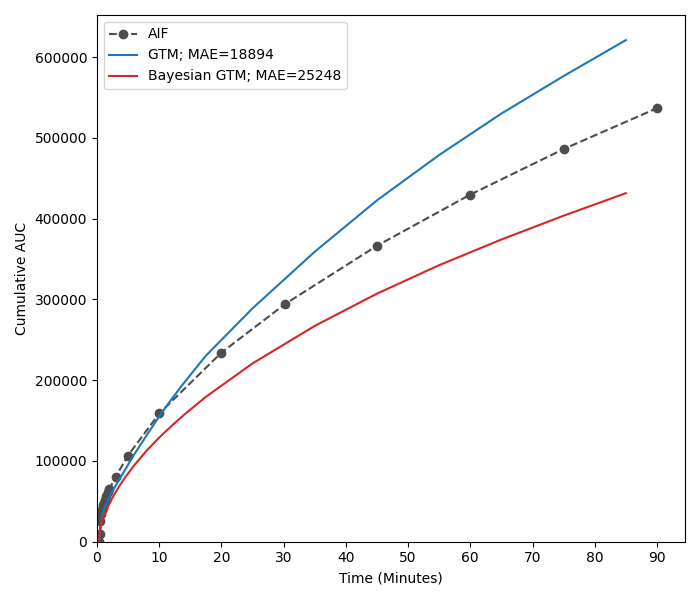 AIF
GTM; MAE=18894
Bayesian GTM; MAE=25248
600000
500000
400000
300000
200000
100000
0
Cumulative AUC
0 10 20 30 40 50 60 70 80 90
Time (Minutes)